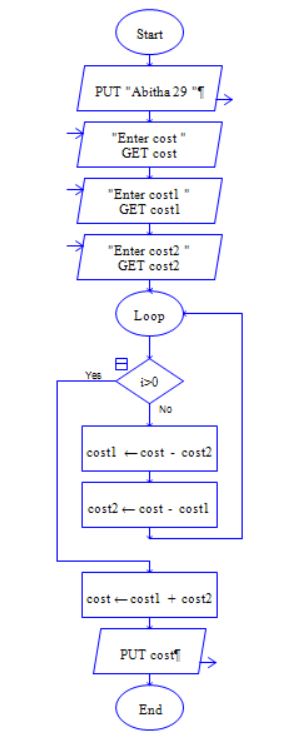 Start
PUT "Abitha 29 "¶
"Enter cost "
GET cost
"Enter cost1 "
GET cost1
"Enter cost2 "
GET cost2
Loop
Yes
i>0
No
cost1 ← cost - cost2
cost2 ← cost - cost1
cost ← cost1 + cost2
PUT cost¶
End